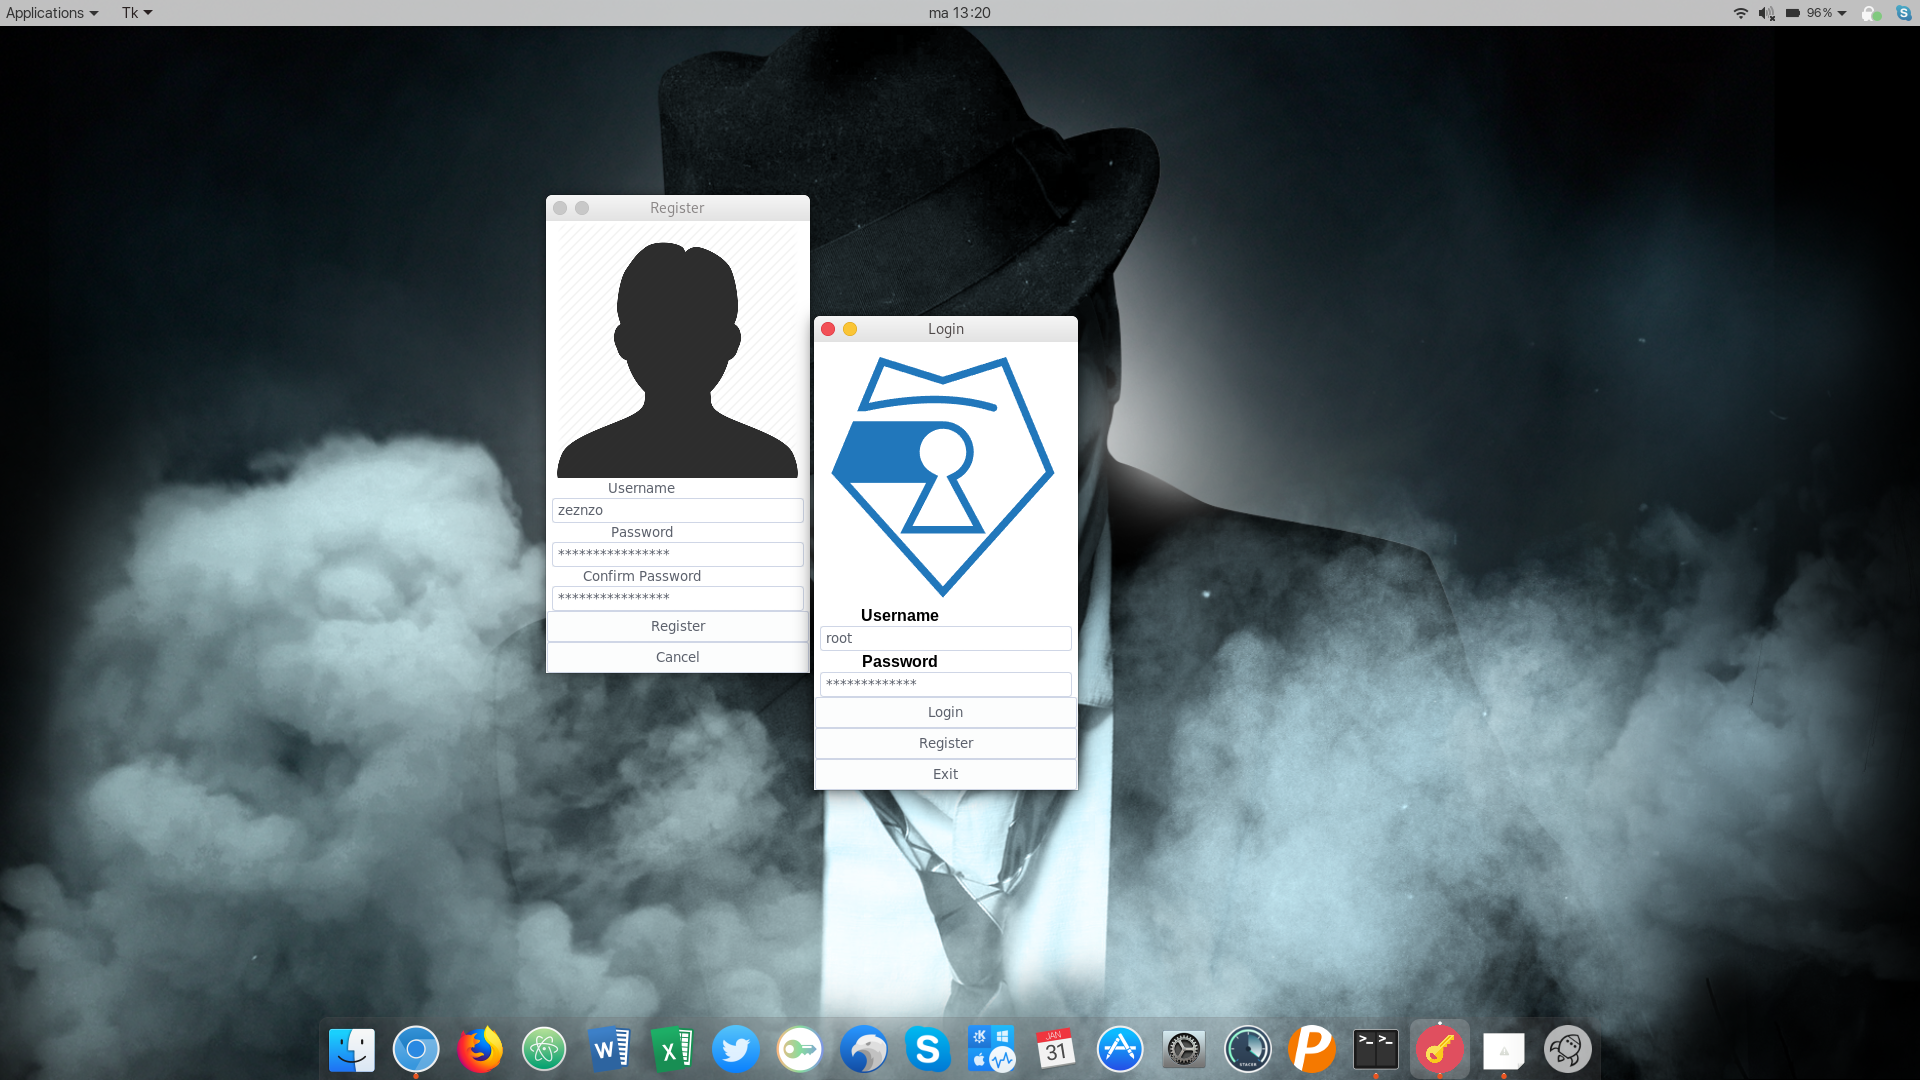 Applications
Tk
ma 13:20
96%
Register
Username
zeznzo
Password
****************
Confirm Password
****************
Register
Cancel
Login
Username
root
Password
*************
Login
Register
Exit
W
X
S
JAN
31
STACER
P
>_ >_